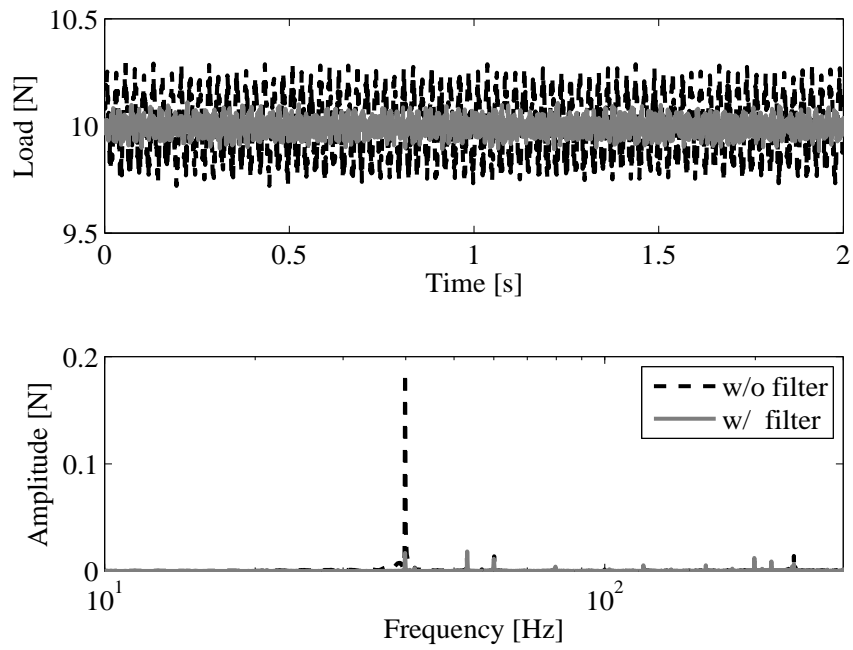 10.5
10
9.5
Load [N]
0
0.5
1
1.5
2
Time [s]
0.2
0.1
0
Amplitude [N]
w/o filter
w/ filter
10¹
10²
Frequency [Hz]